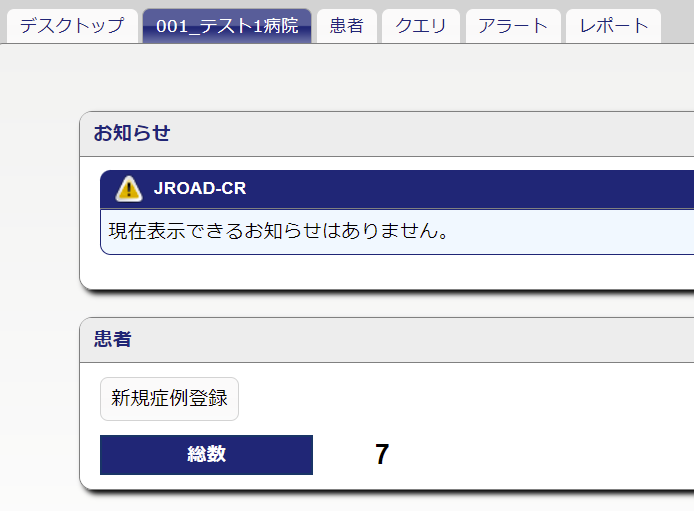 デスクトップ
001_テスト1病院
患者
クエリ
アラート
レポート
お知らせ
JROAD-CR
現在表示できるお知らせはありません。
患者
新規症例登録
総数
7